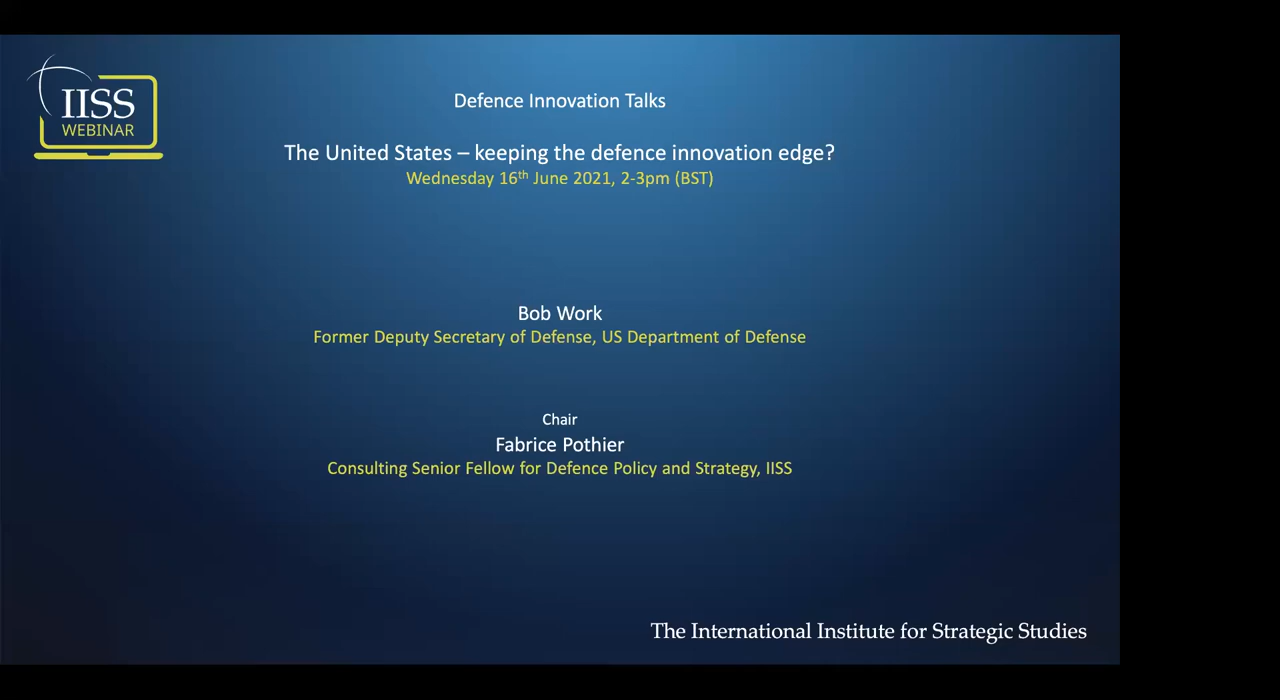 IISS
WEBINAR
Defence Innovation Talks
The United States – keeping the defence innovation edge?
Wednesday 16th June 2021, 2-3pm (BST)
Bob Work
Former Deputy Secretary of Defense, US Department of Defense
Chair
Fabrice Pothier
Consulting Senior Fellow for Defence Policy and Strategy, IISS
The International Institute for Strategic Studies